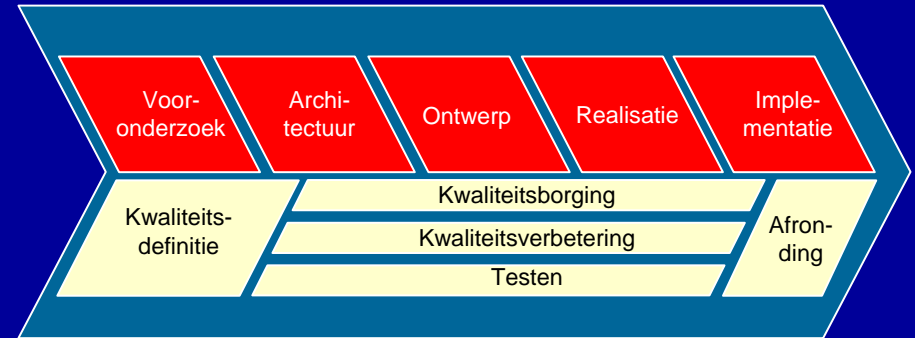 Voor-
onderzoek
Archi-
tectuur
Ontwerp
Realisatie
Imple-
mentatie
Kwaliteits-
definitie
Kwaliteitsborging
Kwaliteitsverbetering
Testen
Afron-
ding